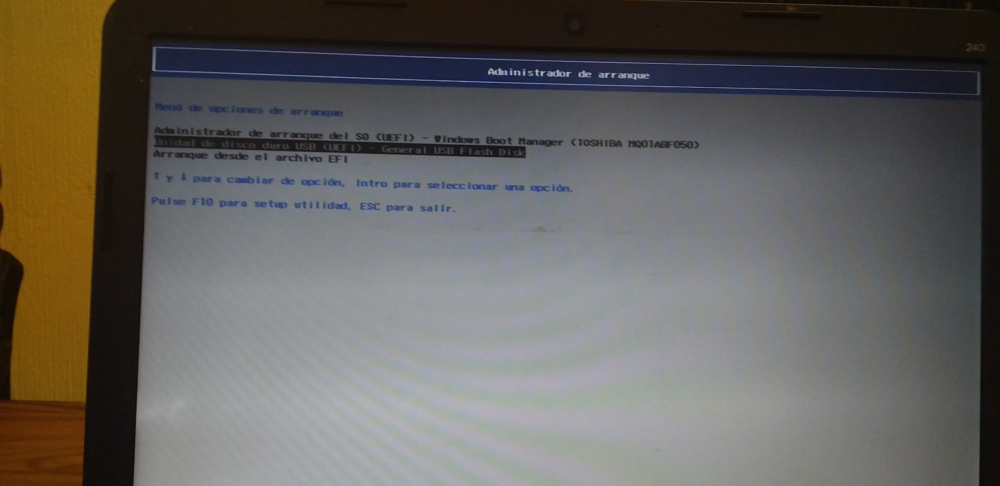 240
Administrador de arranque
Menú de opciones de arranque
Administrador de arranque del SO (UEFI) - Windows Boot Manager (TOSHIBA MQ01ABF050)
Unidad de disco duro USB (UEFI) - General USB Flash Disk
Arranque desde el archivo EFI
↑ y ↓ para cambiar de opción, Intro para seleccionar una opción.
Pulse F10 para setup utilidad, ESC para salir.